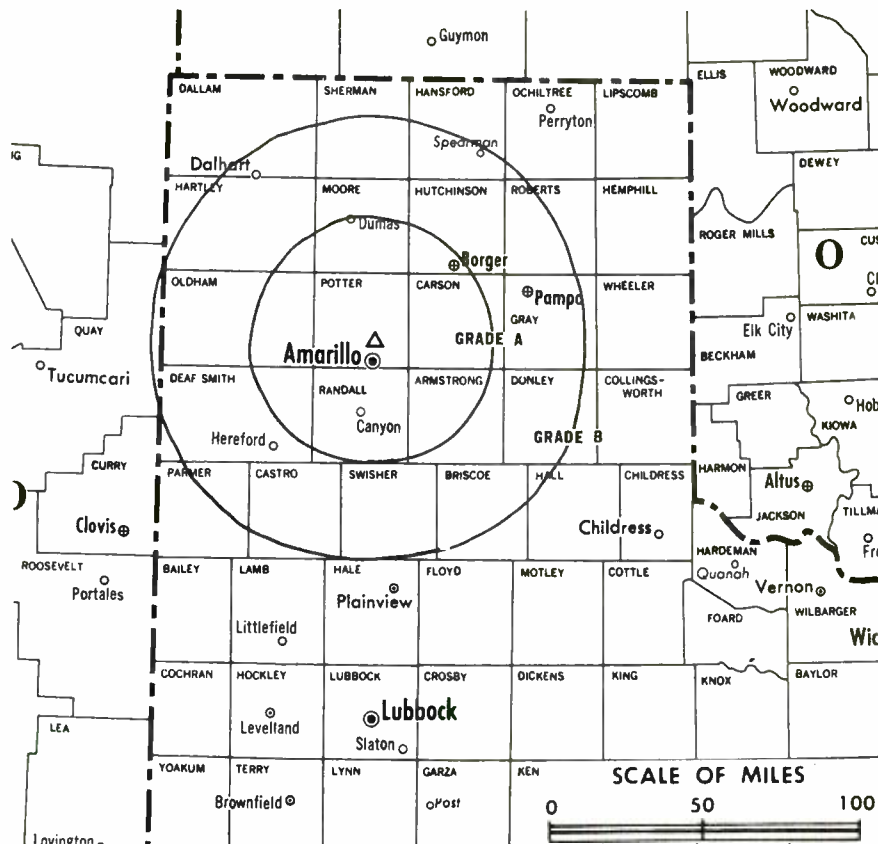 Guymon
DALLAM
SHERMAN
HANSFORD
OCHILTREE
LIPSCOMB
ELLIS
WOODWARD
Woodward
Perryton
Spearman
Dalhart
DEWEY
HARTLEY
MOORE
HUTCHINSON
ROBERTS
HEMPHILL
Dumas
ROGER MILLS
O
Borger
OLDHAM
POTTER
CARSON
Pampa
WHEELER
GRAY
QUAY
Elk City
WASHITA
GRADE A
Amarillo
BECKHAM
Tucumcari
DEAF SMITH
RANDALL
ARMSTRONG
DONLEY
COLLINGS-
WORTH
GREER
Canyon
KIOWA
Hereford
GRADE B
CURRY
PARMER
CASTRO
SWISHER
BRISCOE
HALL
CHILDRESS
HARMON
Altus
JACKSON
Clovis
Childress
HARDEMAN
ROOSEVELT
BAILEY
LAMB
HALE
FLOYD
MOTLEY
COTTLE
Quanah
Portales
Plainview
Vernon
WILBARGER
FOARD
Littlefield
COCHRAN
HOCKLEY
LUBBOCK
CROSBY
DICKENS
KING
KNOX
BAYLOR
Levelland
Lubbock
LEA
Slaton
YOAKUM
TERRY
LYNN
GARZA
KEN
SCALE OF MILES
Brownfield
Post
0
50
100
Lovington